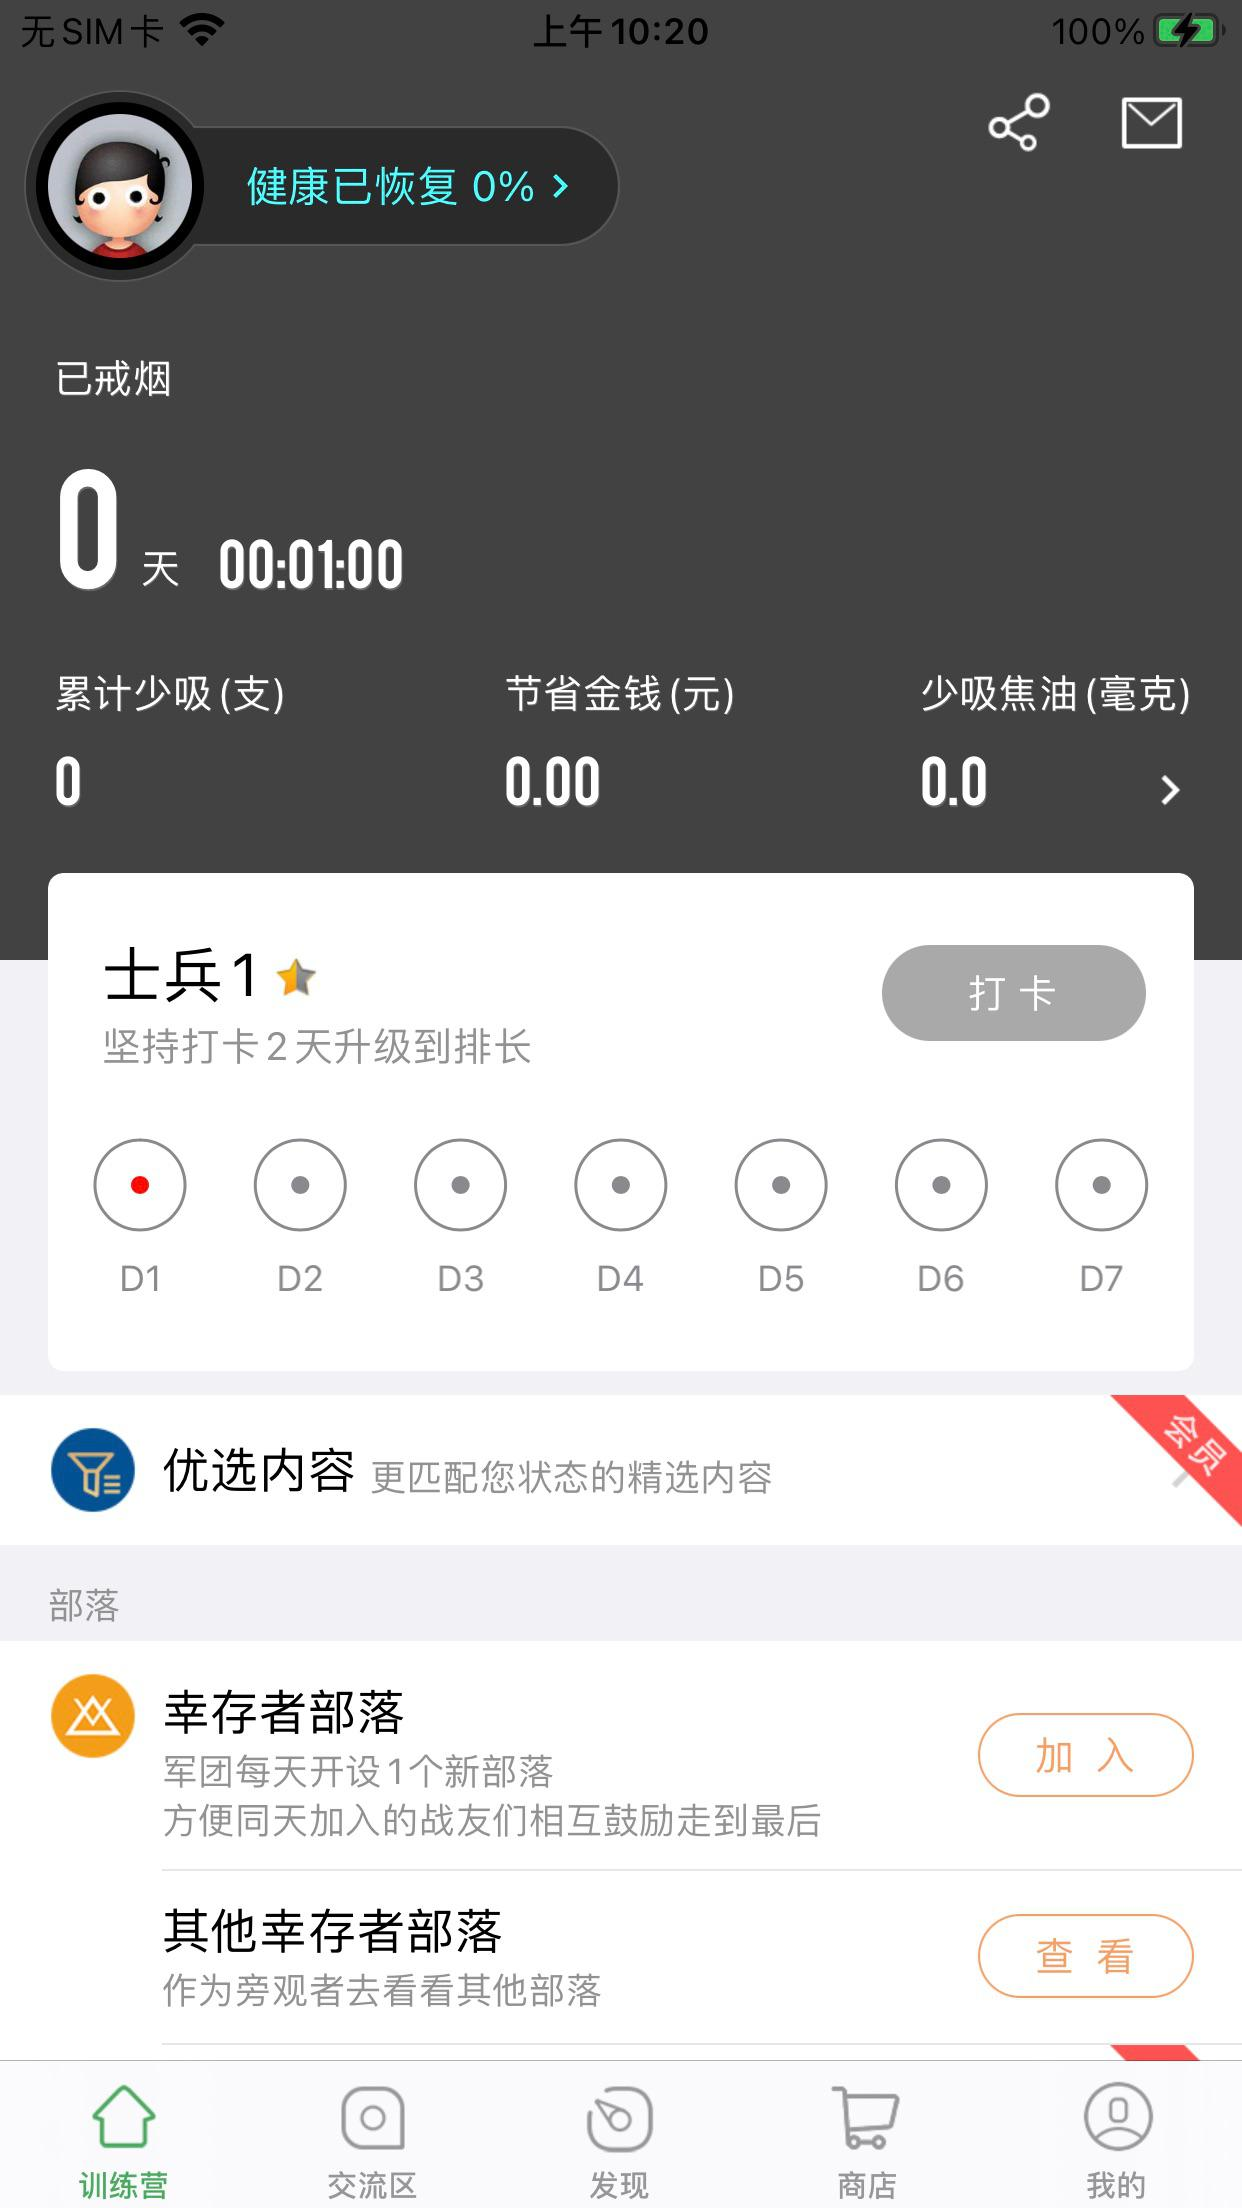 无SIM卡
上午10:20
100%
健康已恢复 0%
已戒烟
0 天 00:01:00
累计少吸(支)
节省金钱(元)
少吸焦油(毫克)
0
0.00
0.0
士兵1
打卡
坚持打卡2天升级到排长
D1
D2
D3
D4
D5
D6
D7
会员
优选内容 更匹配您状态的精选内容
部落
幸存者部落
军团每天开设1个新部落
方便同天加入的战友们相互鼓励走到最后
加入
其他幸存者部落
作为旁观者去看看其他部落
查看
训练营
交流区
发现
商店
我的